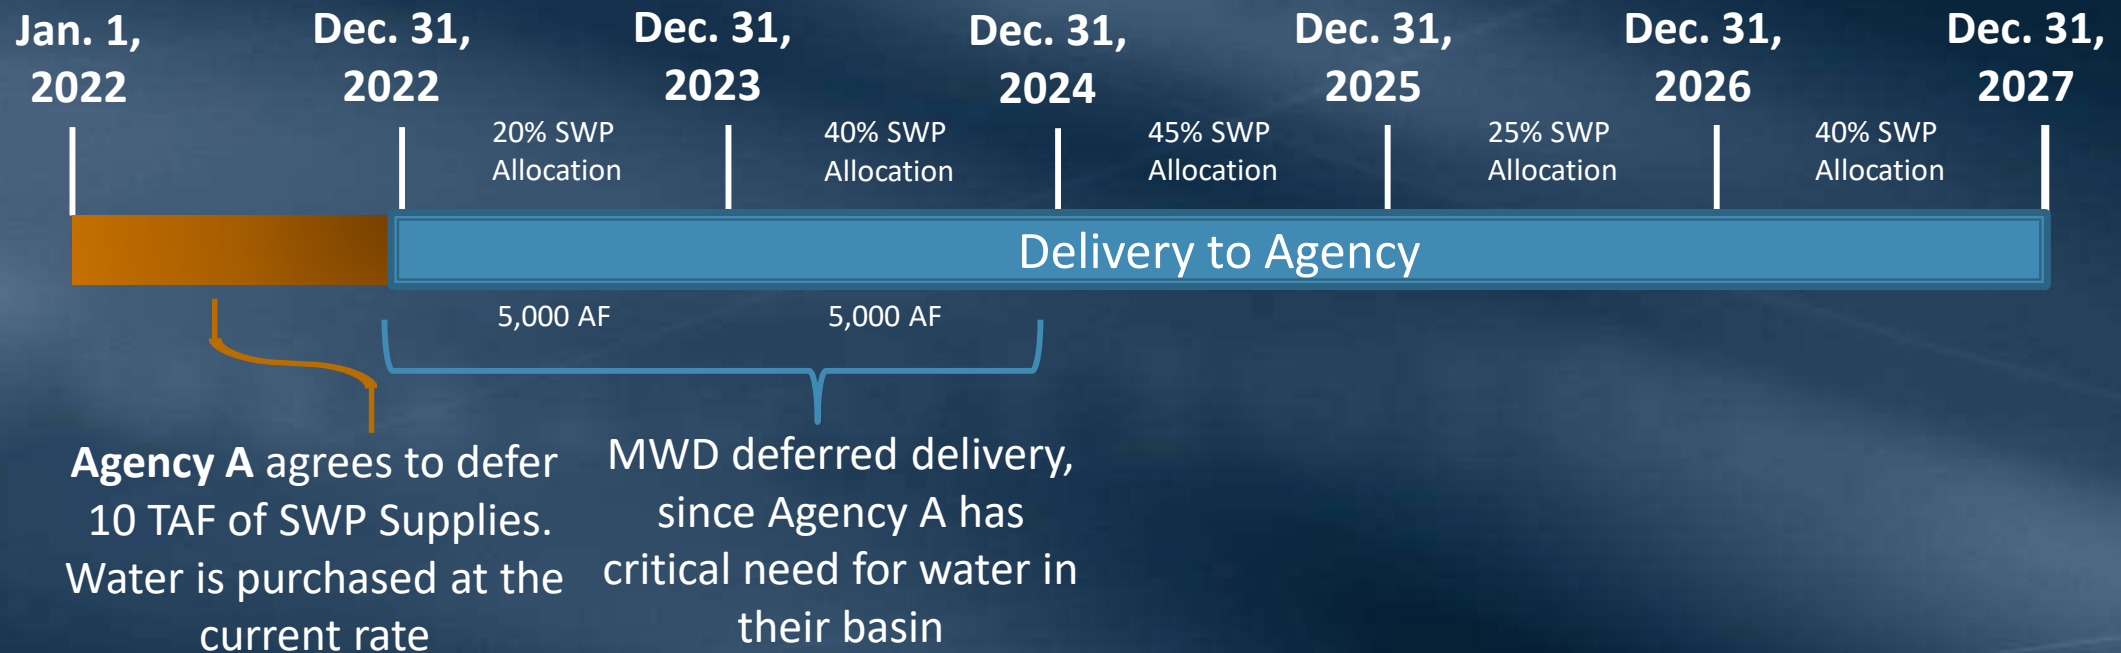 Jan. 1,
2022
Dec. 31,
2022
Dec. 31,
2023
Dec. 31,
2024
Dec. 31,
2025
Dec. 31,
2026
Dec. 31,
2027
20% SWP
Allocation
40% SWP
Allocation
45% SWP
Allocation
25% SWP
Allocation
40% SWP
Allocation
Delivery to Agency
5,000 AF
5,000 AF
Agency A agrees to defer
10 TAF of SWP Supplies.
Water is purchased at the
current rate
MWD deferred delivery,
since Agency A has
critical need for water in
their basin